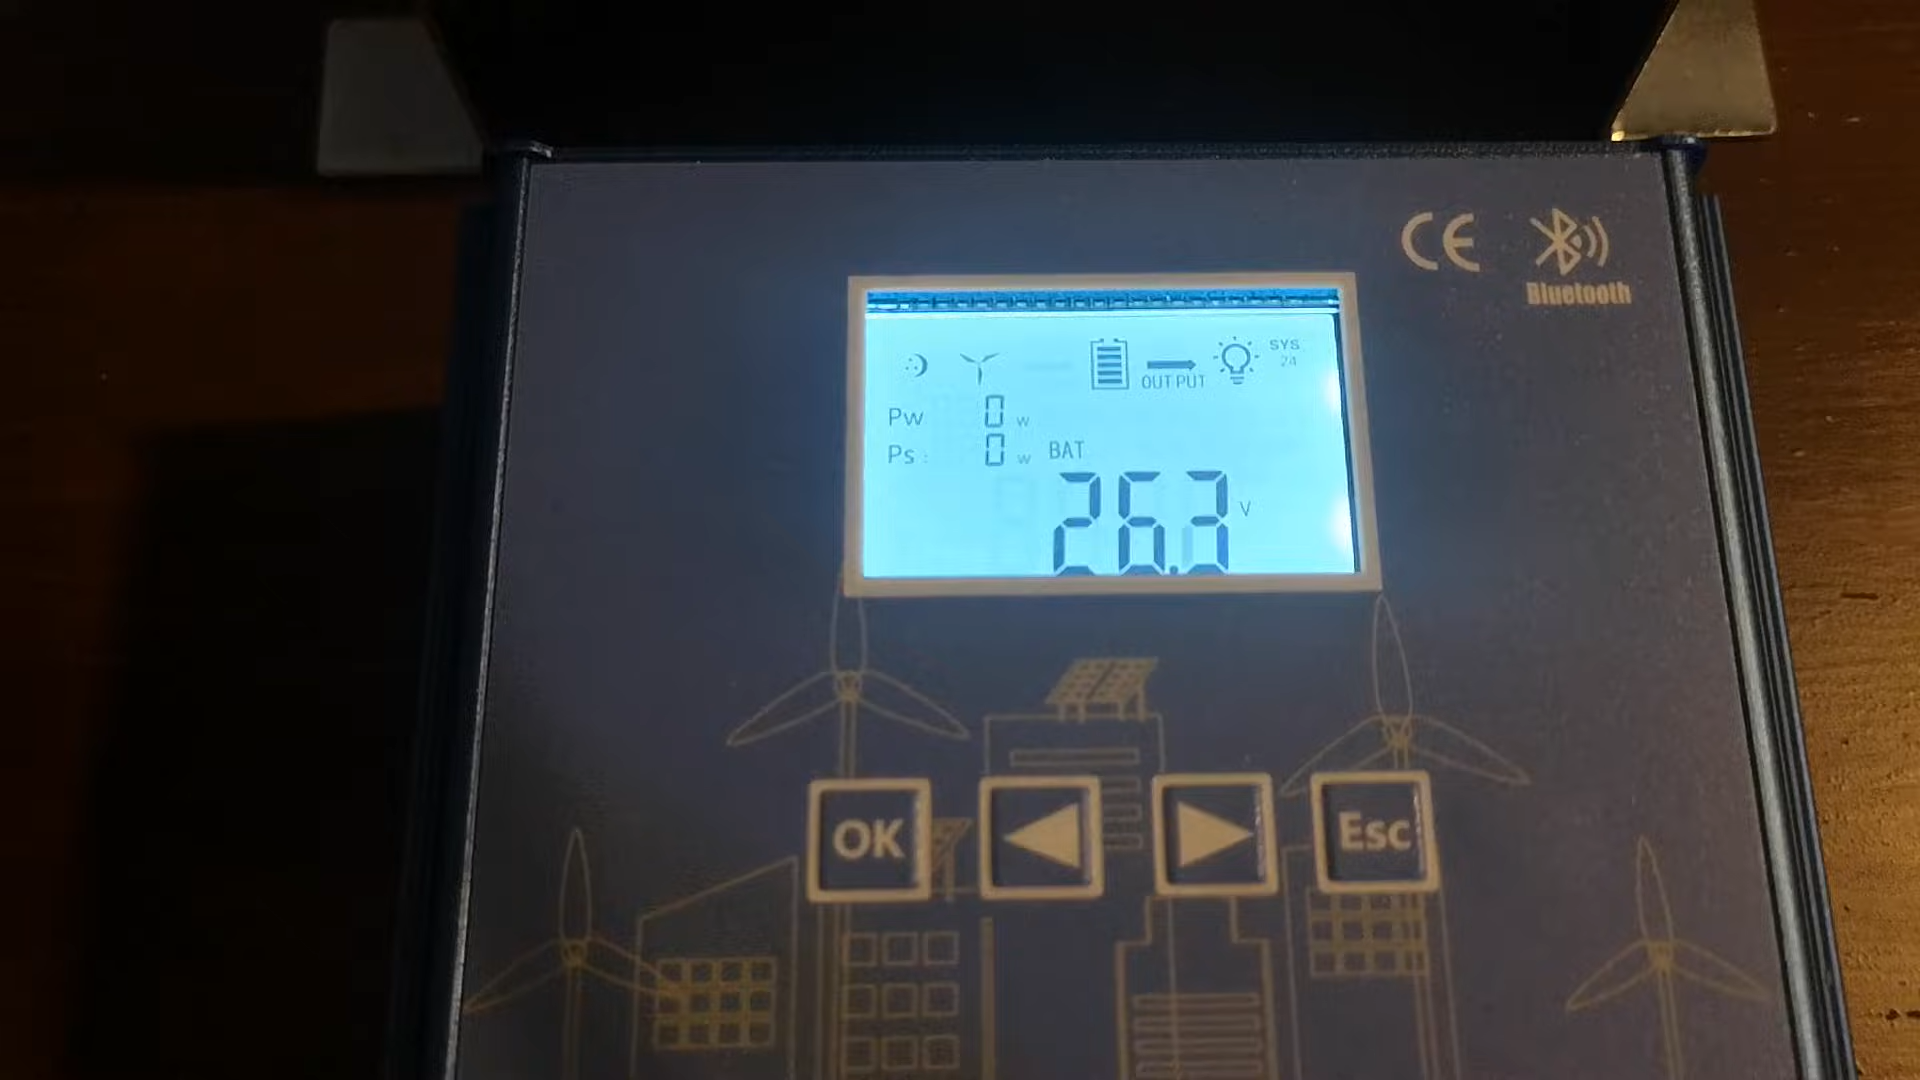 CE
Bluetooth
SYS
24
OUTPUT
Pw 0 w
Ps: 0 w BAT
26.3 V
OK Esc